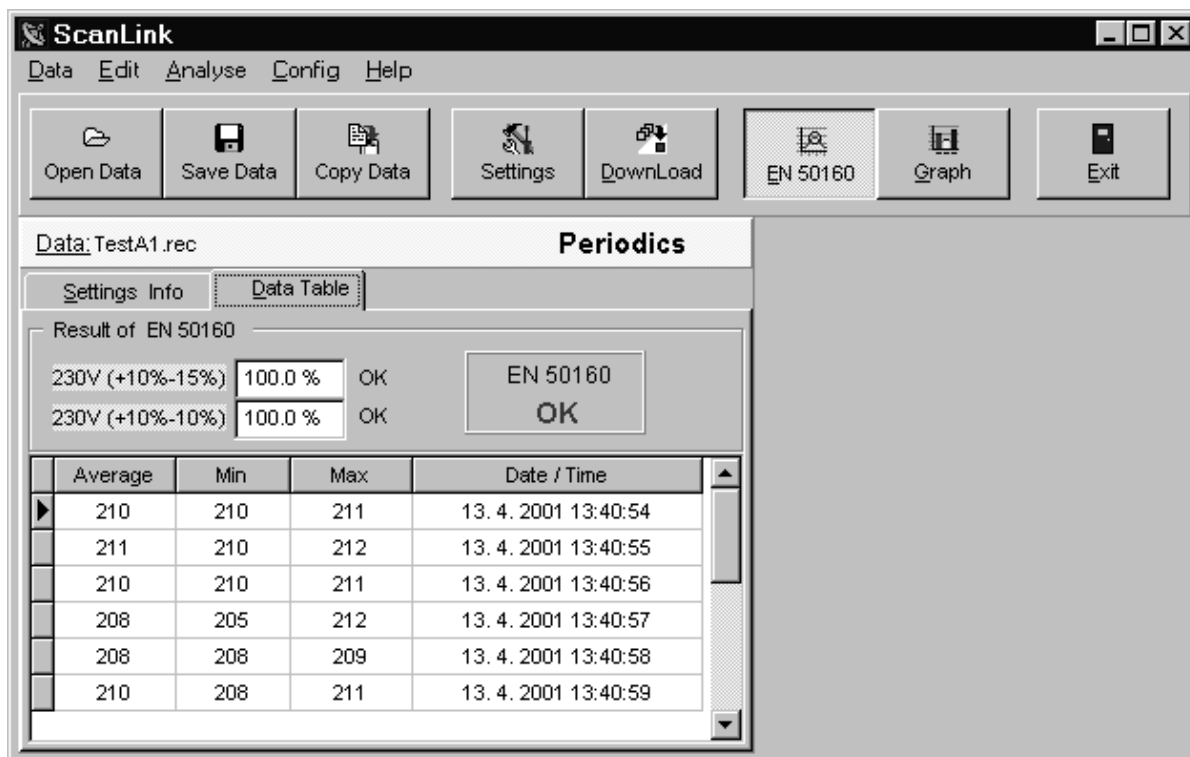 ScanLink
Data Edit Analyse Config Help
Open Data Save Data Copy Data Settings DownLoad EN 50160 Graph Exit
Data: TestA1.rec Periodics
Settings Info Data Table
Result of EN 50160
230V (+10%-15%) 100.0 % OK EN 50160
230V (+10%-10%) 100.0 % OK OK
Average Min Max Date / Time
210 210 211 13. 4. 2001 13:40:54
211 210 212 13. 4. 2001 13:40:55
210 210 211 13. 4. 2001 13:40:56
208 205 212 13. 4. 2001 13:40:57
208 208 209 13. 4. 2001 13:40:58
210 208 211 13. 4. 2001 13:40:59